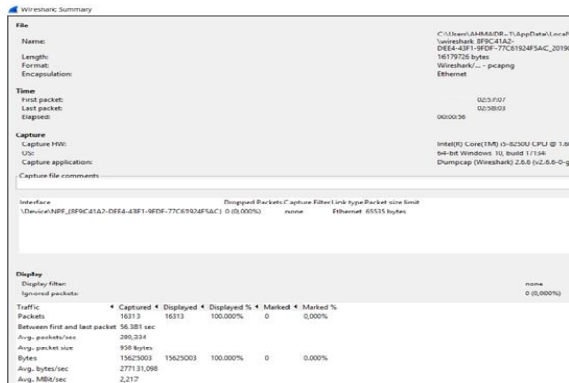 Wireshark Summary
File
Name: C:\Users\AHMADR~1\AppData\Local\
\wireshark_8F9C41A2-
DEE4-43F1-9FDF-77C61924F5AC_2019
Length: 16179726 bytes
Format: Wireshark/... - pcapng
Encapsulation: Ethernet
Time
First packet: 02:57:07
Last packet: 02:58:03
Elapsed: 00:00:56
Capture
Capture HW: Intel(R) Core(TM) i5-8250U CPU @ 1.6
OS: 64-bit Windows 10, build 17134
Capture application: Dumpcap (Wireshark) 2.6.6 (v2.6.6-0-g
Capture file comments
Interface Dropped Packets Capture Filter Link type Packet size limit
\Device\NPF_{8F9C41A2-DEE4-43F1-9FDF-77C61924F5AC} 0 (0,000%) none Ethernet 65535 bytes
Display
Display filter: none
Ignored packets: 0 (0,000%)
Traffic Captured Displayed Displayed % Marked Marked %
Packets 16313 16313 100.000% 0 0,000%
Between first and last packet 56,381 sec
Avg. packets/sec 289,334
Avg. packet size 958 bytes
Bytes 15625003 15625003 100.000% 0 0.000%
Avg. bytes/sec 277131,098
Avg. MBit/sec 2,217